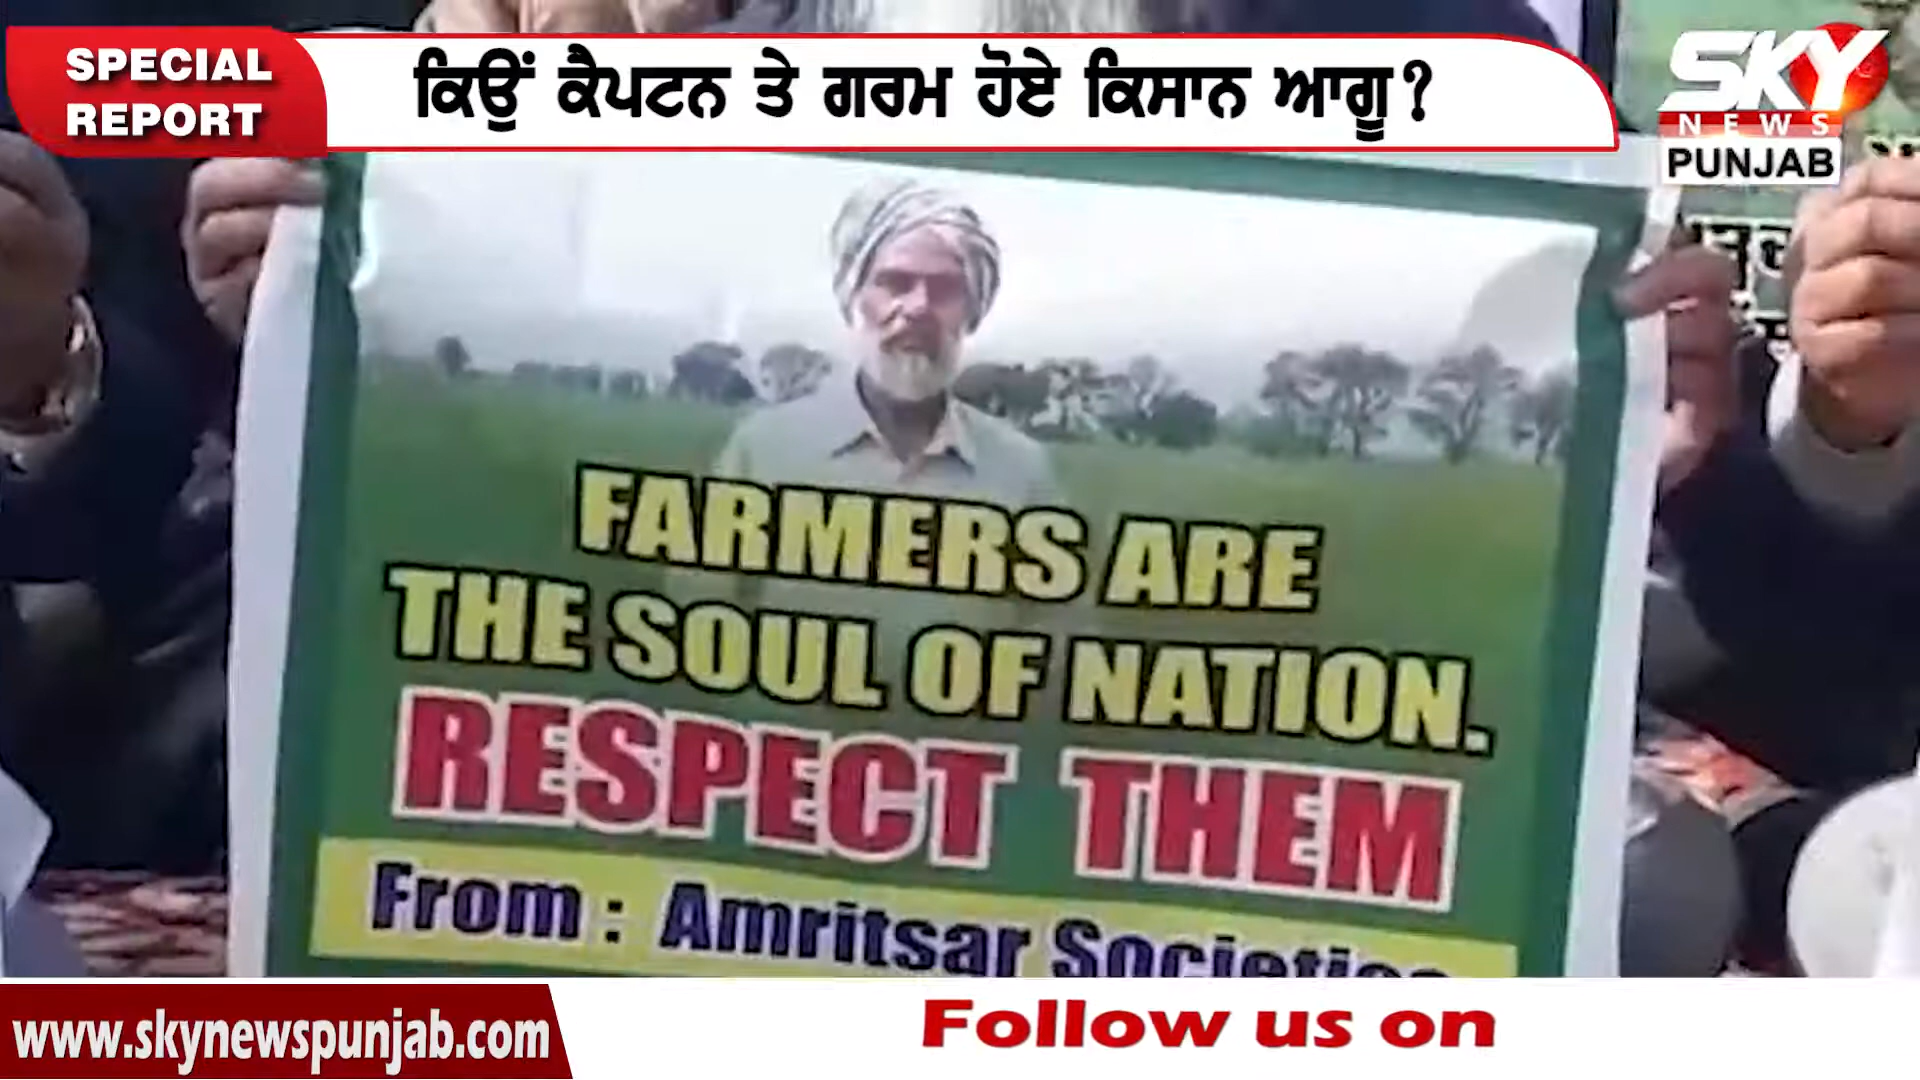 SPECIAL
REPORT
ਕਿਉਂ ਕੈਪਟਨ ਤੇ ਗਰਮ ਹੋਏ ਕਿਸਾਨ ਆਗੂ?
SKY
NEWS
PUNJAB
FARMERS ARE
THE SOUL OF NATION.
RESPECT THEM
From : Amritsar Societies
www.skynewspunjab.com
Follow us on